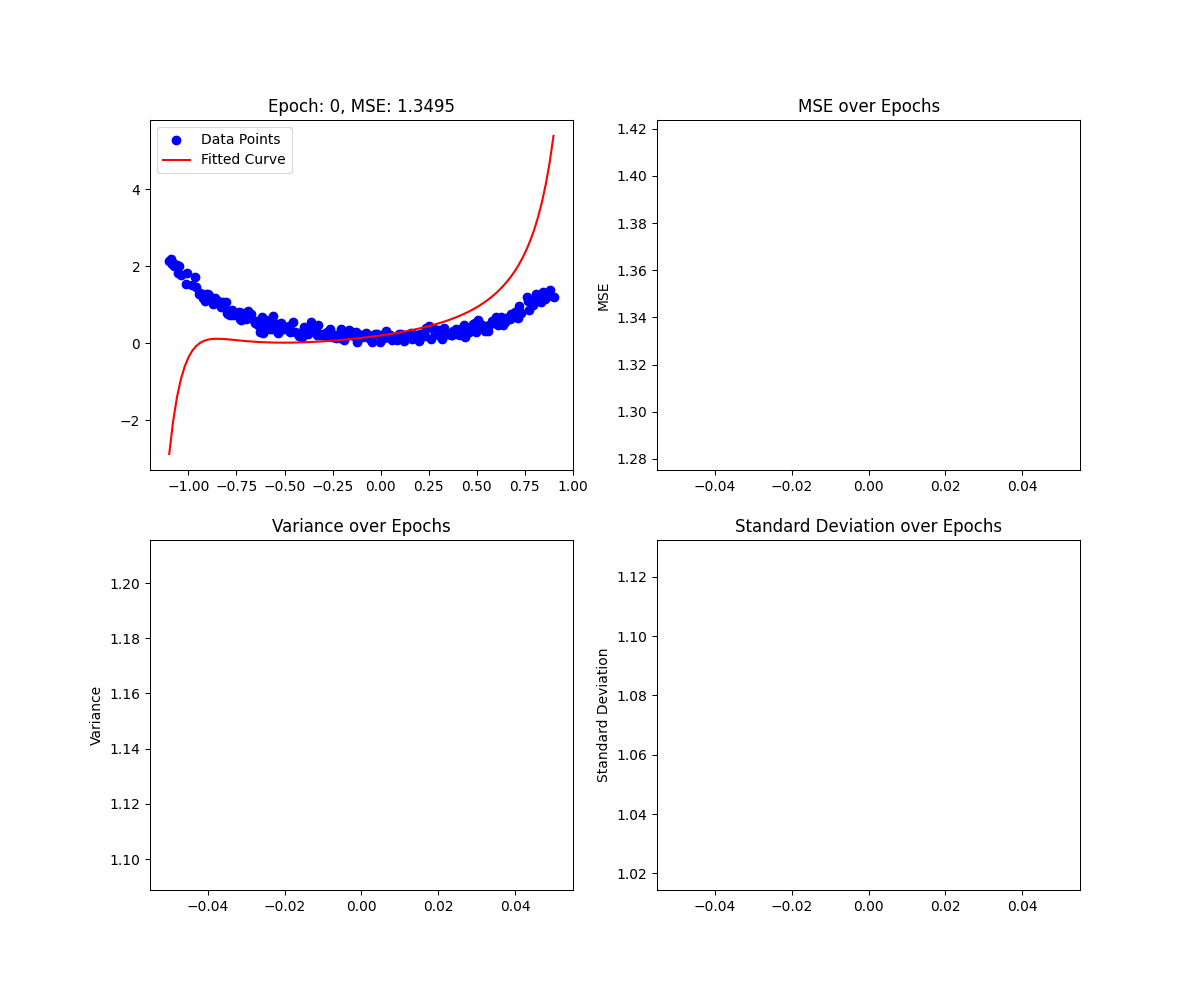 Epoch: 0, MSE: 1.3495
Data Points
Fitted Curve
4
2
0
−2
−1.00 −0.75 −0.50 −0.25 0.00 0.25 0.50 0.75 1.00
MSE over Epochs
MSE
1.42
1.40
1.38
1.36
1.34
1.32
1.30
1.28
−0.04 −0.02 0.00 0.02 0.04
Variance over Epochs
Variance
1.20
1.18
1.16
1.14
1.12
1.10
−0.04 −0.02 0.00 0.02 0.04
Standard Deviation over Epochs
Standard Deviation
1.12
1.10
1.08
1.06
1.04
1.02
−0.04 −0.02 0.00 0.02 0.04